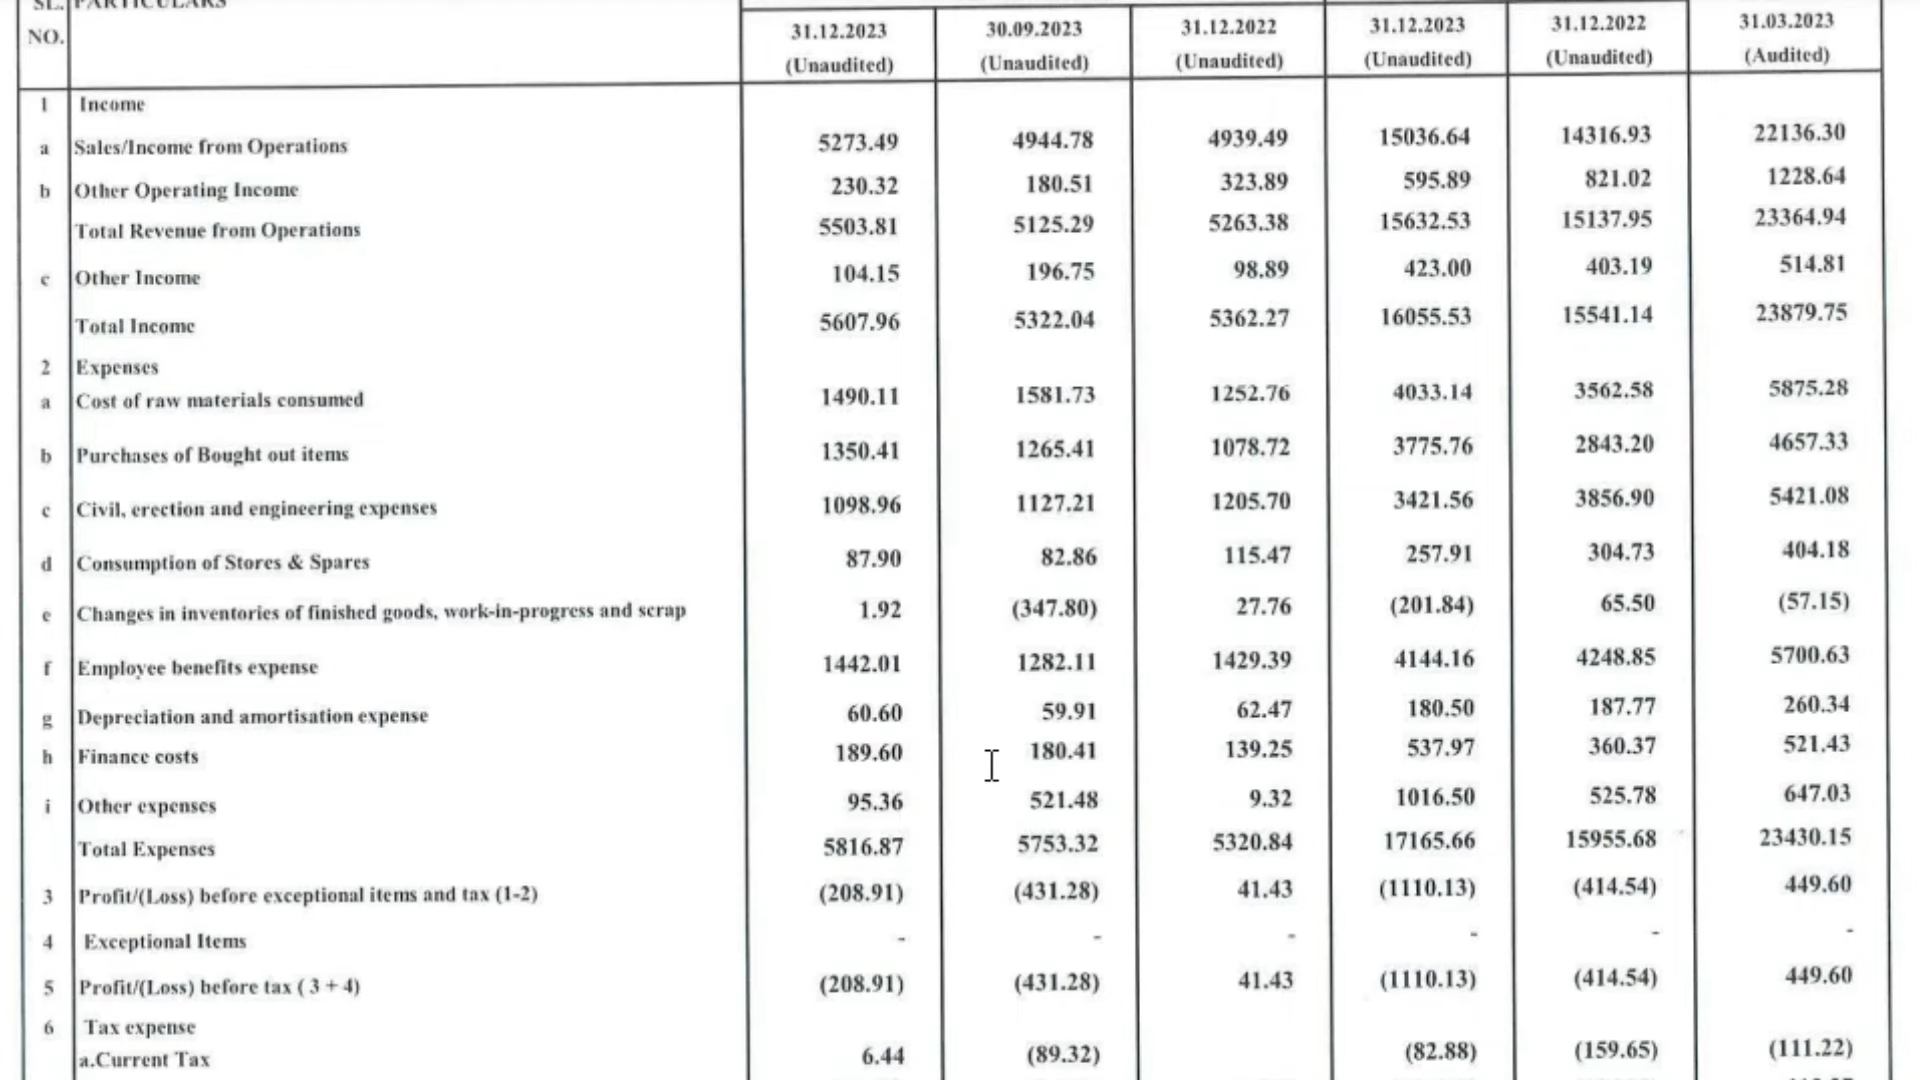 SL. PARTICULARS
NO. 31.12.2023 30.09.2023 31.12.2022 31.12.2023 31.12.2022 31.03.2023
(Unaudited) (Unaudited) (Unaudited) (Unaudited) (Unaudited) (Audited)
1 Income
a Sales/Income from Operations 5273.49 4944.78 4939.49 15036.64 14316.93 22136.30
b Other Operating Income 230.32 180.51 323.89 595.89 821.02 1228.64
Total Revenue from Operations 5503.81 5125.29 5263.38 15632.53 15137.95 23364.94
c Other Income 104.15 196.75 98.89 423.00 403.19 514.81
Total Income 5607.96 5322.04 5362.27 16055.53 15541.14 23879.75
2 Expenses
a Cost of raw materials consumed 1490.11 1581.73 1252.76 4033.14 3562.58 5875.28
b Purchases of Bought out items 1350.41 1265.41 1078.72 3775.76 2843.20 4657.33
c Civil, erection and engineering expenses 1098.96 1127.21 1205.70 3421.56 3856.90 5421.08
d Consumption of Stores & Spares 87.90 82.86 115.47 257.91 304.73 404.18
e Changes in inventories of finished goods, work-in-progress and scrap 1.92 (347.80) 27.76 (201.84) 65.50 (57.15)
f Employee benefits expense 1442.01 1282.11 1429.39 4144.16 4248.85 5700.63
g Depreciation and amortisation expense 60.60 59.91 62.47 180.50 187.77 260.34
h Finance costs 189.60 180.41 139.25 537.97 360.37 521.43
i Other expenses 95.36 521.48 9.32 1016.50 525.78 647.03
Total Expenses 5816.87 5753.32 5320.84 17165.66 15955.68 23430.15
3 Profit/(Loss) before exceptional items and tax (1-2) (208.91) (431.28) 41.43 (1110.13) (414.54) 449.60
4 Exceptional Items - - - - - -
5 Profit/(Loss) before tax ( 3 + 4) (208.91) (431.28) 41.43 (1110.13) (414.54) 449.60
6 Tax expense
a.Current Tax 6.44 (89.32) (82.88) (159.65) (111.22)